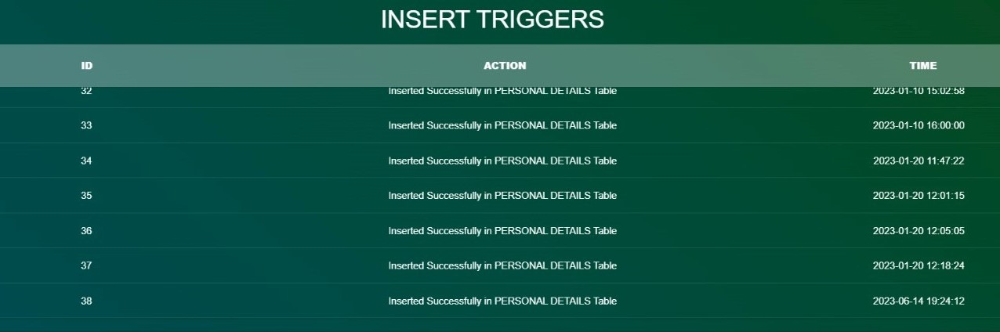 INSERT TRIGGERS
ID ACTION TIME
32 Inserted Successfully in PERSONAL DETAILS Table 2023-01-10 15:02:58
33 Inserted Successfully in PERSONAL DETAILS Table 2023-01-10 16:00:00
34 Inserted Successfully in PERSONAL DETAILS Table 2023-01-20 11:47:22
35 Inserted Successfully in PERSONAL DETAILS Table 2023-01-20 12:01:15
36 Inserted Successfully in PERSONAL DETAILS Table 2023-01-20 12:05:05
37 Inserted Successfully in PERSONAL DETAILS Table 2023-01-20 12:18:24
38 Inserted Successfully in PERSONAL DETAILS Table 2023-06-14 19:24:12